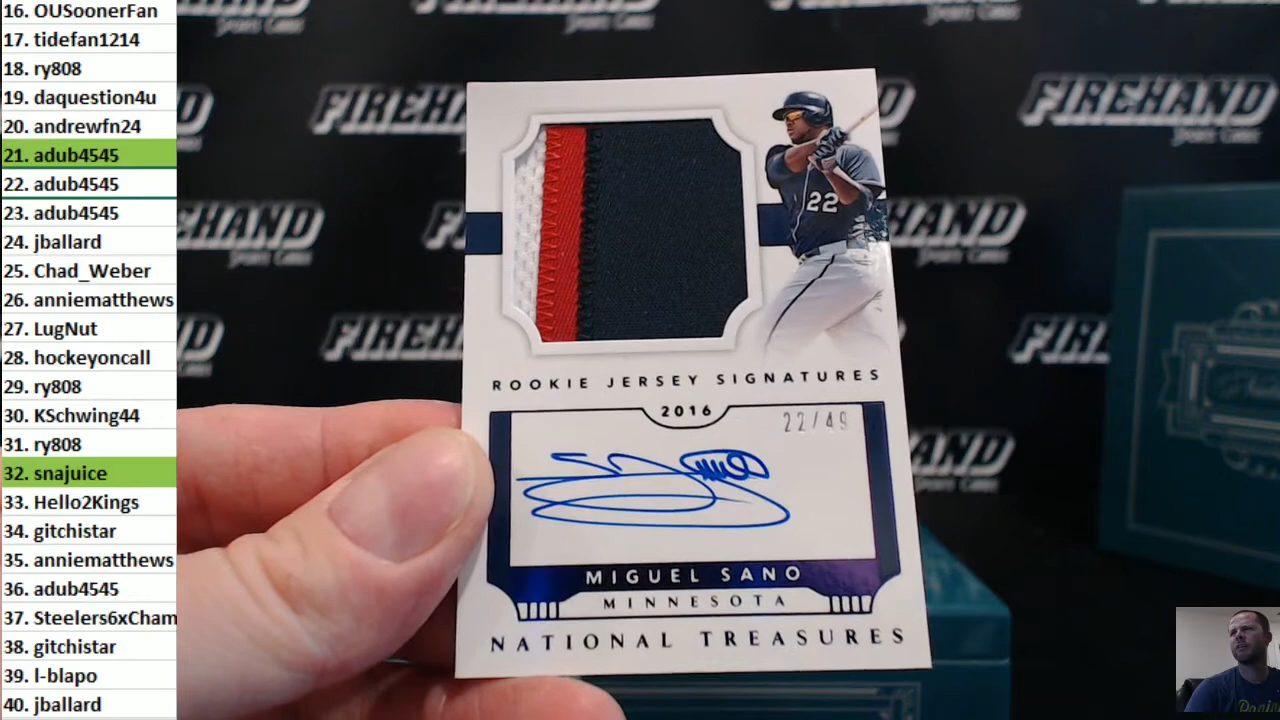 16. OUSoonerFan
17. tidefan1214
18. ry808
19. daquestion4u
20. andrewfn24
21. adub4545
22. adub4545
23. adub4545
24. jballard
25. Chad_Weber
26. anniematthews
27. LugNut
28. hockeyoncall
29. ry808
30. KSchwing44
31. ry808
32. snajuice
33. Hello2Kings
34. gitchistar
35. anniematthews
36. adub4545
37. Steelers6xCham
38. gitchistar
39. l-blapo
40. jballard
FIREHAND
SPORTS CARDS
22
ROOKIE JERSEY SIGNATURES
2016
22/49
MIGUEL SANO
MINNESOTA
NATIONAL TREASURES